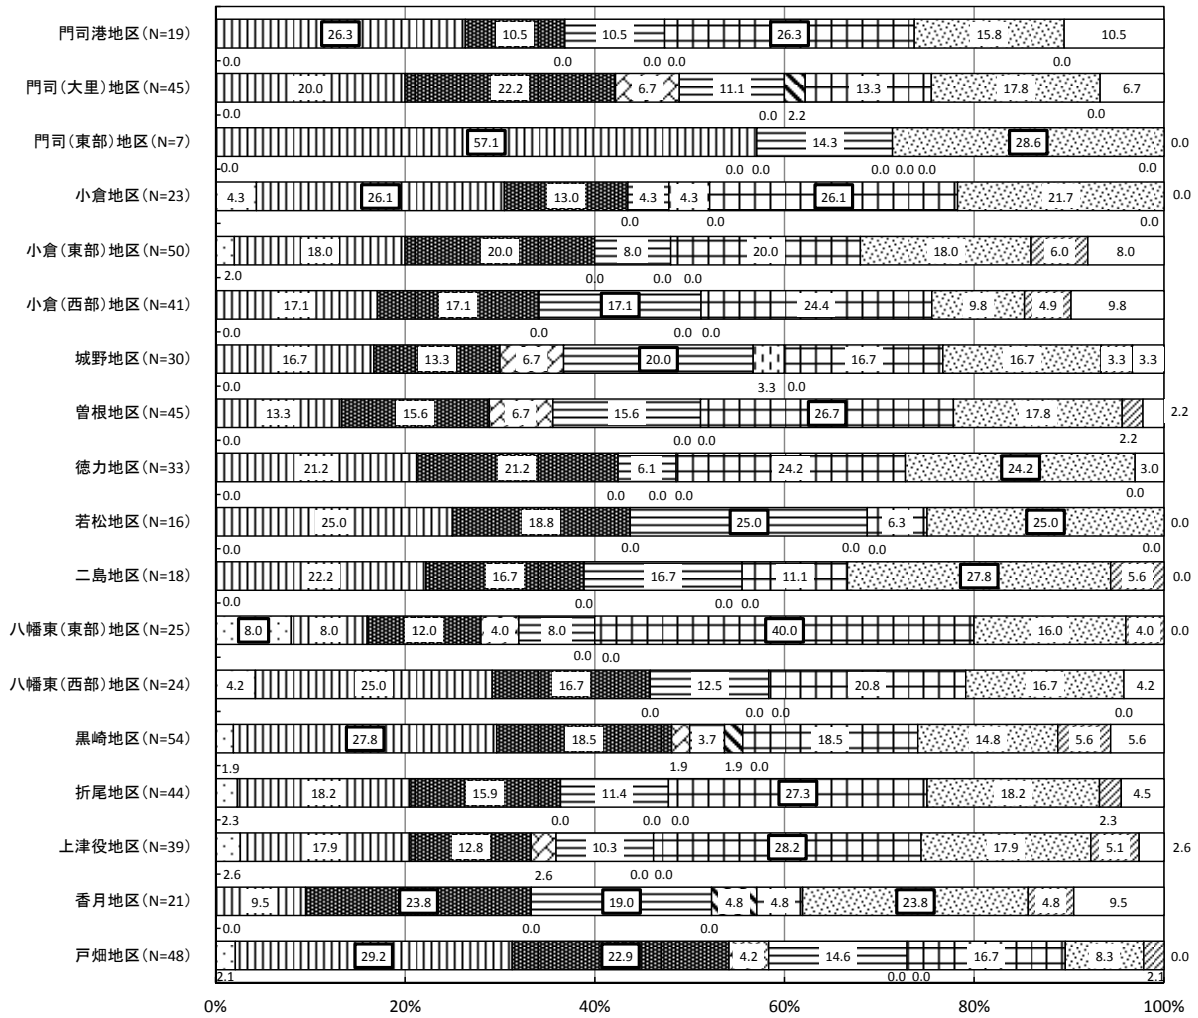 門司港地区(N=19) 26.3 10.5 10.5 26.3 15.8 10.5
0.0 0.0 0.0 0.0 0.0
門司(大里)地区(N=45) 20.0 22.2 6.7 11.1 13.3 17.8 6.7
0.0 0.0 2.2 0.0
門司(東部)地区(N=7) 57.1 14.3 28.6 0.0
0.0 0.0 0.0 0.0 0.0 0.0 0.0
小倉地区(N=23) 4.3 26.1 13.0 4.3 4.3 26.1 21.7 0.0
0.0 0.0 0.0
小倉(東部)地区(N=50) 18.0 20.0 8.0 20.0 18.0 6.0 8.0
2.0 0.0 0.0 0.0
小倉(西部)地区(N=41) 17.1 17.1 17.1 24.4 9.8 4.9 9.8
0.0 0.0 0.0 0.0
城野地区(N=30) 16.7 13.3 6.7 20.0 16.7 16.7 3.3 3.3
0.0 3.3 0.0
曽根地区(N=45) 13.3 15.6 6.7 15.6 26.7 17.8 2.2
0.0 0.0 0.0 2.2
徳力地区(N=33) 21.2 21.2 6.1 24.2 24.2 3.0
0.0 0.0 0.0 0.0 0.0
若松地区(N=16) 25.0 18.8 25.0 6.3 25.0 0.0
0.0 0.0 0.0 0.0 0.0
二島地区(N=18) 22.2 16.7 16.7 11.1 27.8 5.6 0.0
0.0 0.0 0.0 0.0
八幡東(東部)地区(N=25) 8.0 8.0 12.0 4.0 8.0 40.0 16.0 4.0 0.0
0.0 0.0
八幡東(西部)地区(N=24) 4.2 25.0 16.7 12.5 20.8 16.7 4.2
0.0 0.0 0.0 0.0
黒崎地区(N=54) 27.8 18.5 3.7 18.5 14.8 5.6 5.6
1.9 1.9 1.9 0.0
折尾地区(N=44) 18.2 15.9 11.4 27.3 18.2 4.5
2.3 0.0 0.0 0.0 2.3
上津役地区(N=39) 17.9 12.8 10.3 28.2 17.9 5.1 2.6
2.6 2.6 0.0 0.0
香月地区(N=21) 9.5 23.8 19.0 4.8 4.8 23.8 4.8 9.5
0.0 0.0 0.0
戸畑地区(N=48) 29.2 22.9 4.2 14.6 16.7 8.3 0.0
2.1 0.0 0.0 2.1
0% 20% 40% 60% 80% 100%